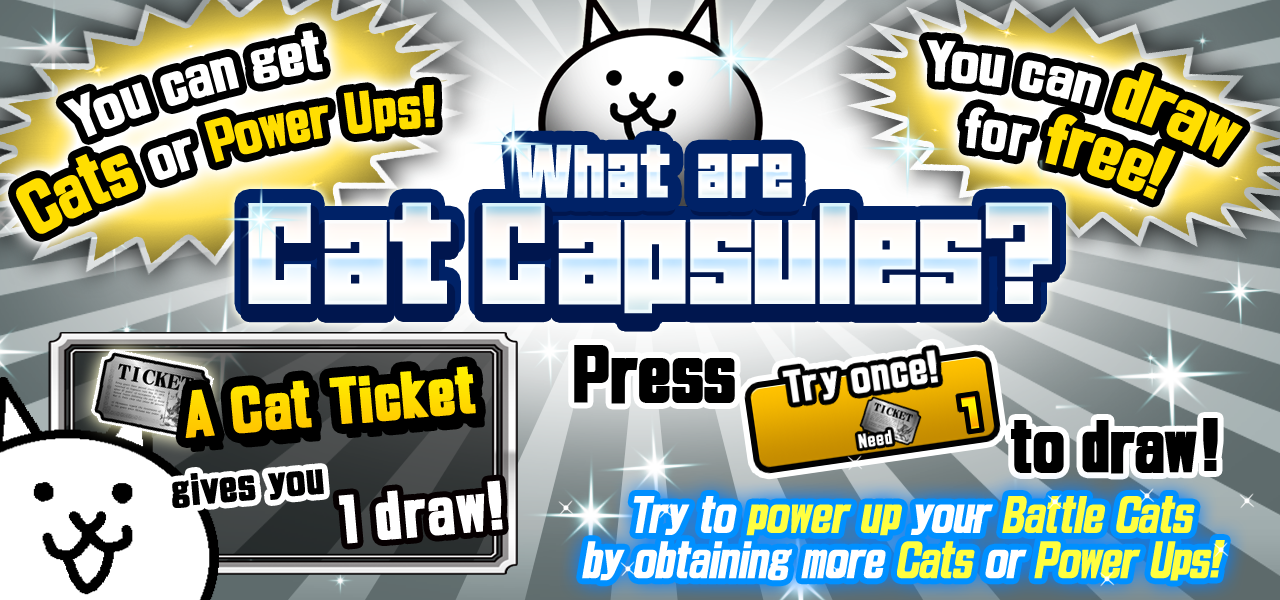 You can get
Cats or Power Ups!
You can draw
for free!
What are
Cat Capsules?
TICKET
A Cat Ticket
gives you
1 draw!
Press
Try once!
TICKET
Need
1
to draw!
Try to power up your Battle Cats
by obtaining more Cats or Power Ups!